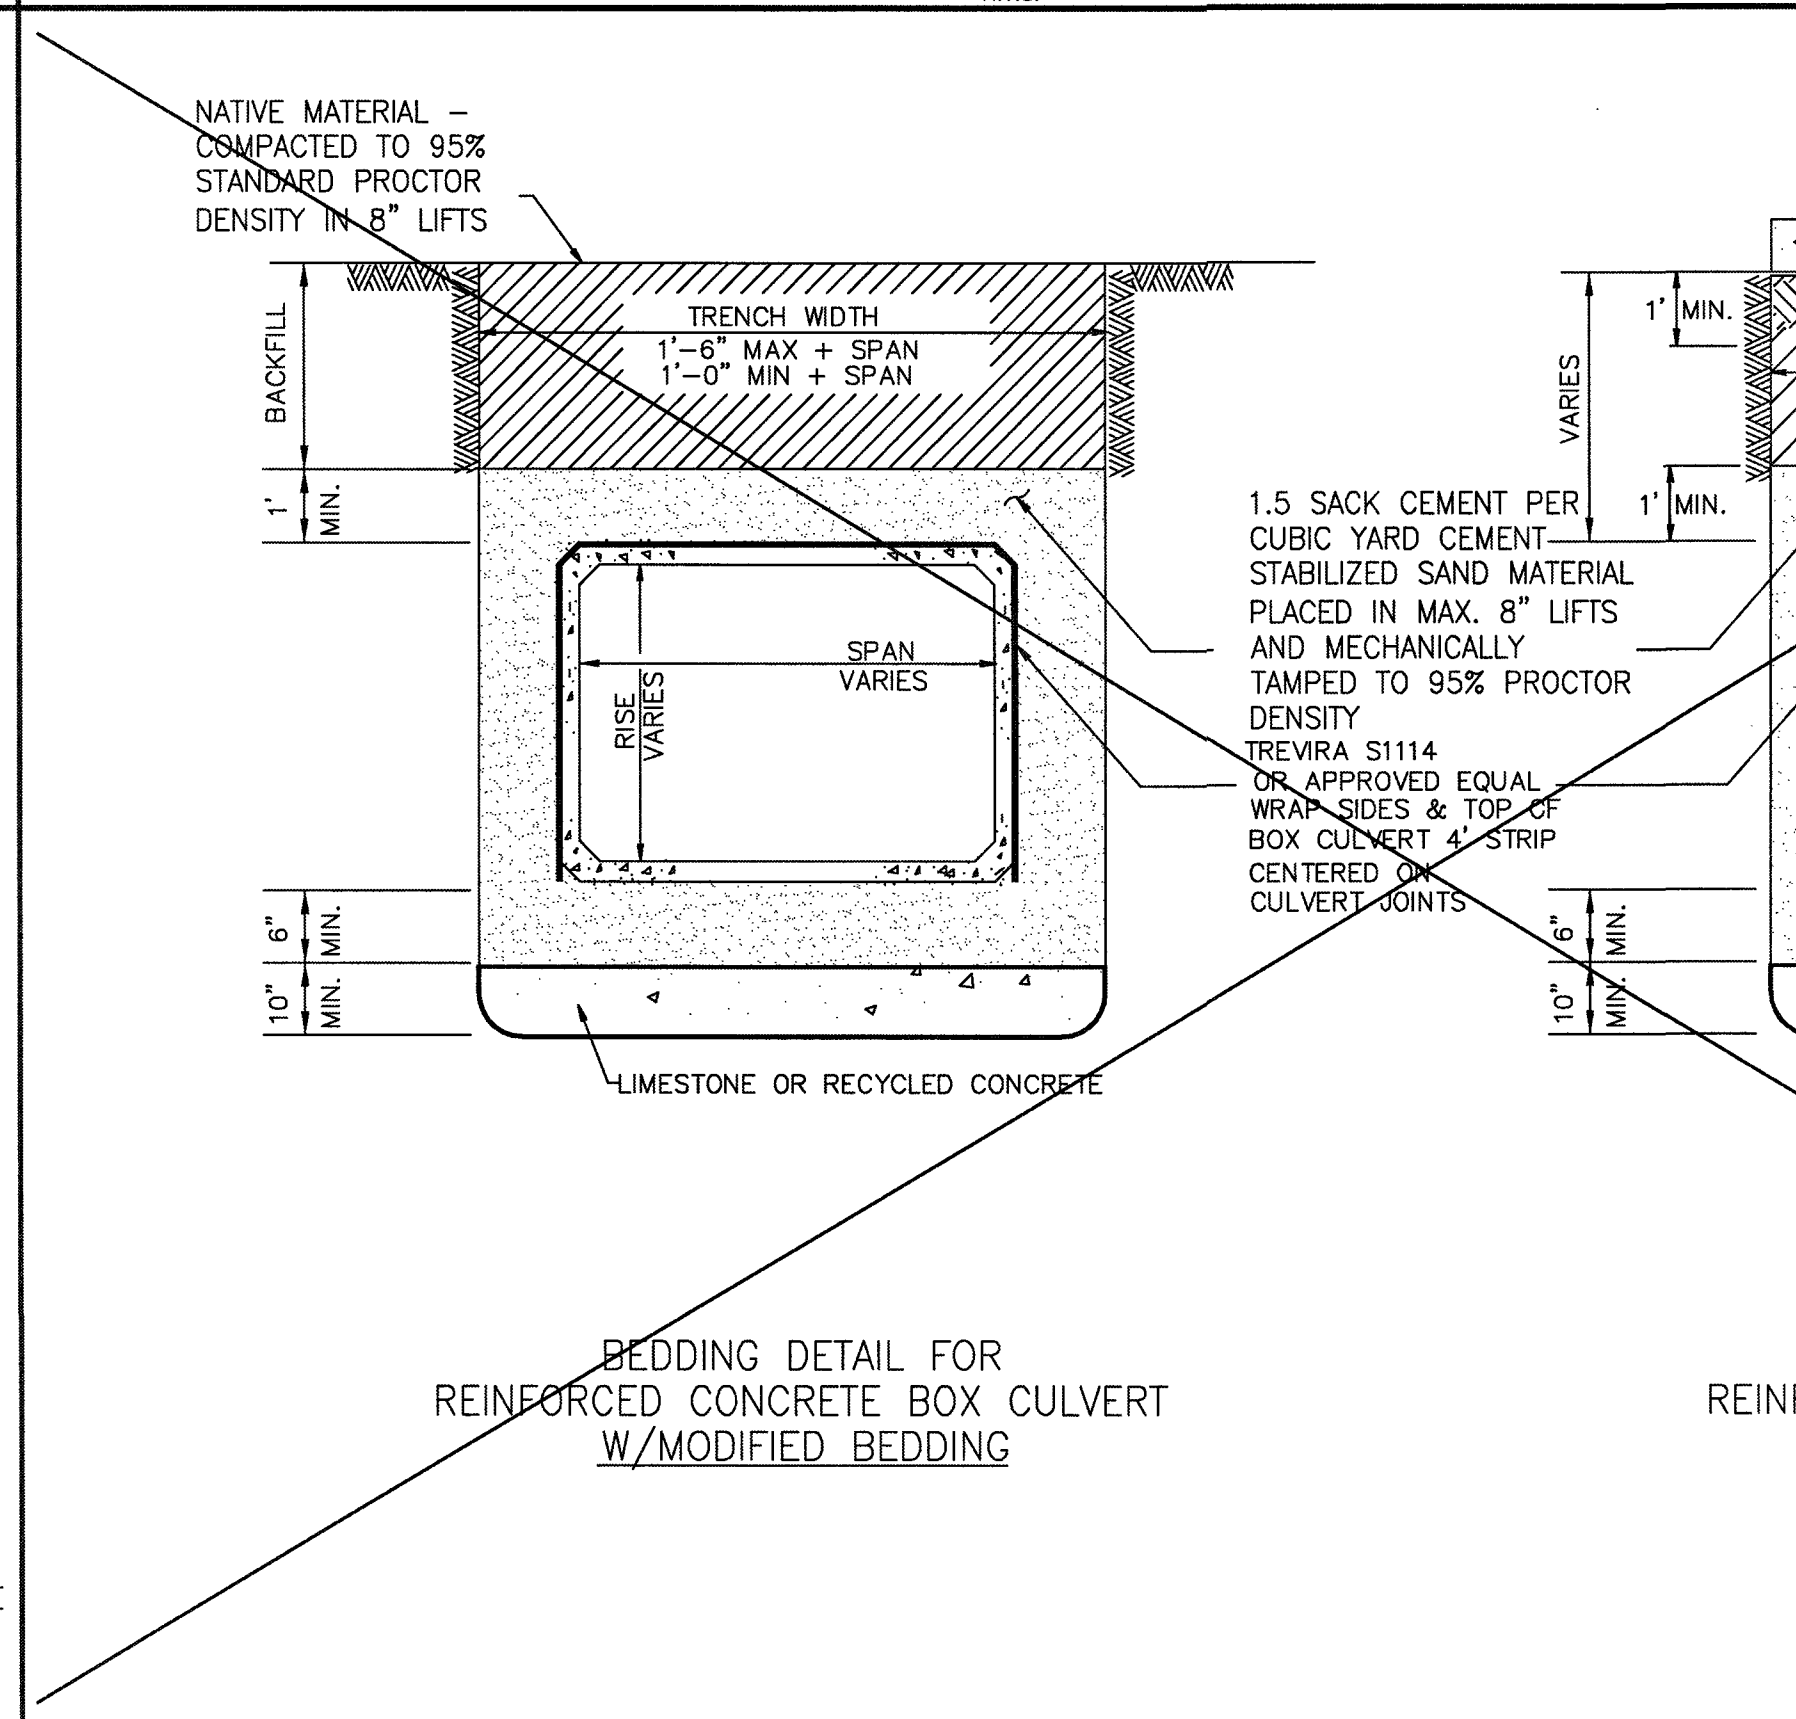 NATIVE MATERIAL –
COMPACTED TO 95%
STANDARD PROCTOR
DENSITY IN 8" LIFTS
BACKFILL
TRENCH WIDTH
1'-6" MAX + SPAN
1'-0" MIN + SPAN
1' MIN.
SPAN
VARIES
RISE
VARIES
6" MIN.
10" MIN.
LIMESTONE OR RECYCLED CONCRETE
1.5 SACK CEMENT PER
CUBIC YARD CEMENT
STABILIZED SAND MATERIAL
PLACED IN MAX. 8" LIFTS
AND MECHANICALLY
TAMPED TO 95% PROCTOR
DENSITY
TREVIRA S1114
OR APPROVED EQUAL
WRAP SIDES & TOP OF
BOX CULVERT 4' STRIP
CENTERED ON
CULVERT JOINTS
VARIES
1' MIN.
1' MIN.
6" MIN.
10" MIN.
BEDDING DETAIL FOR
REINFORCED CONCRETE BOX CULVERT
W/MODIFIED BEDDING
REINF